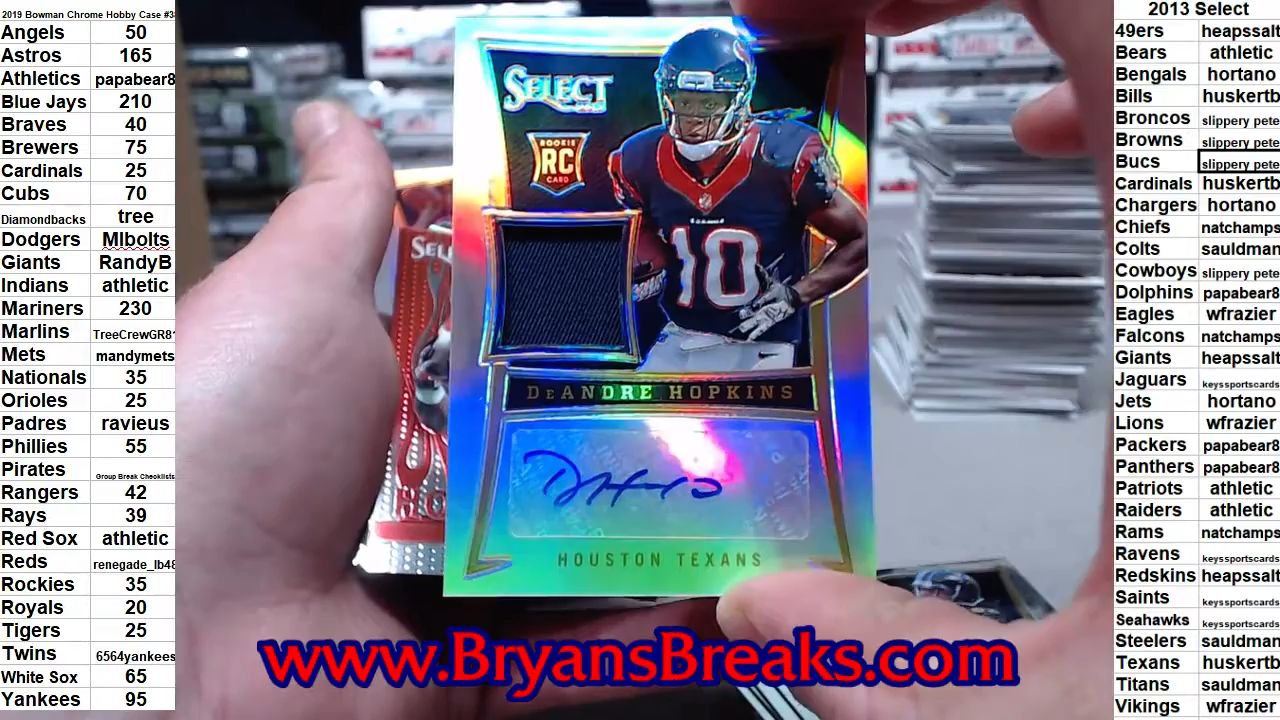 2019 Bowman Chrome Hobby Case #3
Angels 50
Astros 165
Athletics papabear8
Blue Jays 210
Braves 40
Brewers 75
Cardinals 25
Cubs 70
Diamondbacks tree
Dodgers Mlbolts
Giants RandyB
Indians athletic
Mariners 230
Marlins TreeCrewGR8
Mets mandymets
Nationals 35
Orioles 25
Padres ravieus
Phillies 55
Pirates Group Break Checklists
Rangers 42
Rays 39
Red Sox athletic
Reds renegade_lb48
Rockies 35
Royals 20
Tigers 25
Twins 6564yankees
White Sox 65
Yankees 95
SELECT
ROOKIE
RC
CARD
10
DEANDRE HOPKINS
HOUSTON TEXANS
www.BryansBreaks.com
2013 Select
49ers heapssalt
Bears athletic
Bengals hortano
Bills huskertb
Broncos slippery pete
Browns slippery pete
Bucs slippery pete
Cardinals huskertb
Chargers hortano
Chiefs natchamps
Colts sauldman
Cowboys slippery pete
Dolphins papabear8
Eagles wfrazier
Falcons natchamps
Giants heapssalt
Jaguars keyssportscards
Jets hortano
Lions wfrazier
Packers papabear8
Panthers papabear8
Patriots athletic
Raiders athletic
Rams natchamps
Ravens keyssportscards
Redskins heapssalt
Saints keyssportscards
Seahawks keyssportscards
Steelers sauldman
Texans huskertb
Titans sauldman
Vikings wfrazier